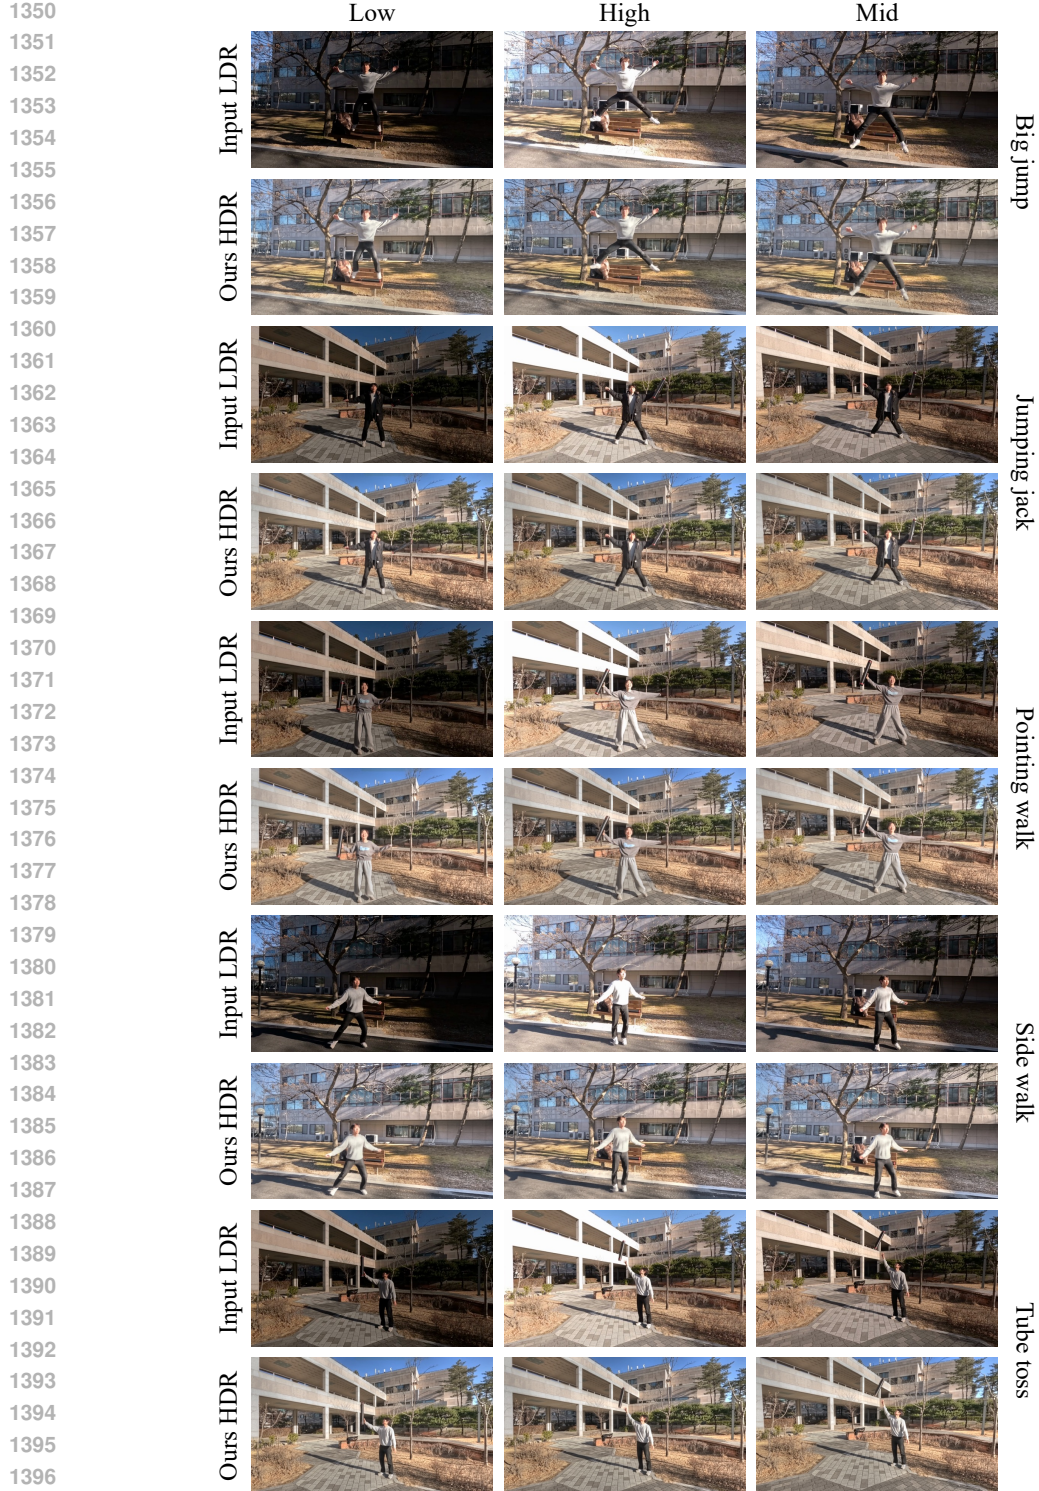 Low High Mid
1350
1351
1352
1353
1354
1355
1356
1357
1358
1359
1360
1361
1362
1363
1364
1365
1366
1367
1368
1369
1370
1371
1372
1373
1374
1375
1376
1377
1378
1379
1380
1381
1382
1383
1384
1385
1386
1387
1388
1389
1390
1391
1392
1393
1394
1395
1396
Input LDR
Ours HDR
Big jump
Input LDR
Ours HDR
Jumping jack
Input LDR
Ours HDR
Pointing walk
Input LDR
Ours HDR
Side walk
Input LDR
Ours HDR
Tube toss